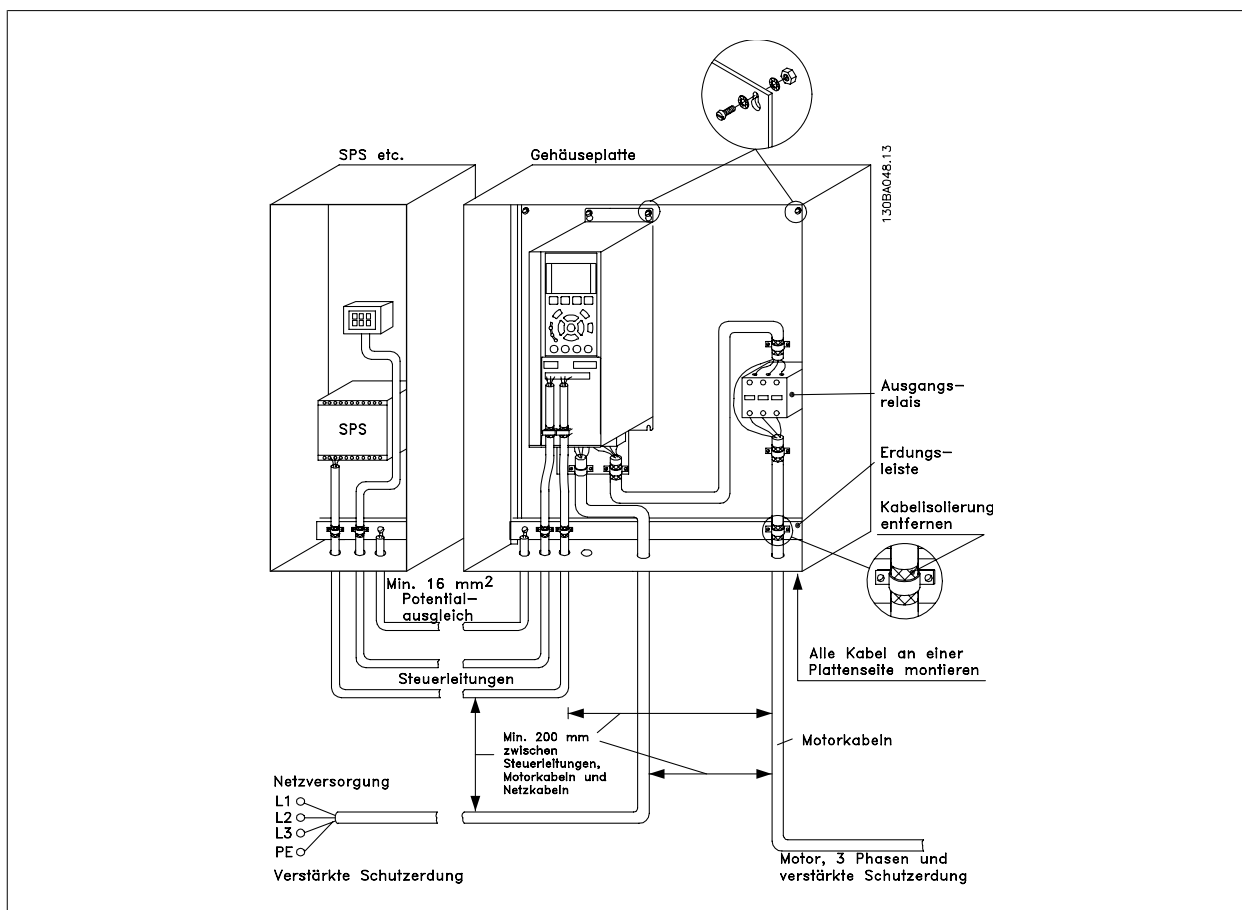 130BA048.13
SPS etc.
Gehäuseplatte
SPS
Ausgangs-
relais
Erdungs-
leiste
Kabelisolierung
entfernen
Min. 16 mm²
Potential-
ausgleich
Alle Kabel an einer
Plattenseite montieren
Steuerleitungen
Min. 200 mm
zwischen
Steuerleitungen,
Motorkabeln und
Netzkabeln
Motorkabeln
Netzversorgung
L1
L2
L3
PE
Verstärkte Schutzerdung
Motor, 3 Phasen und
verstärkte Schutzerdung